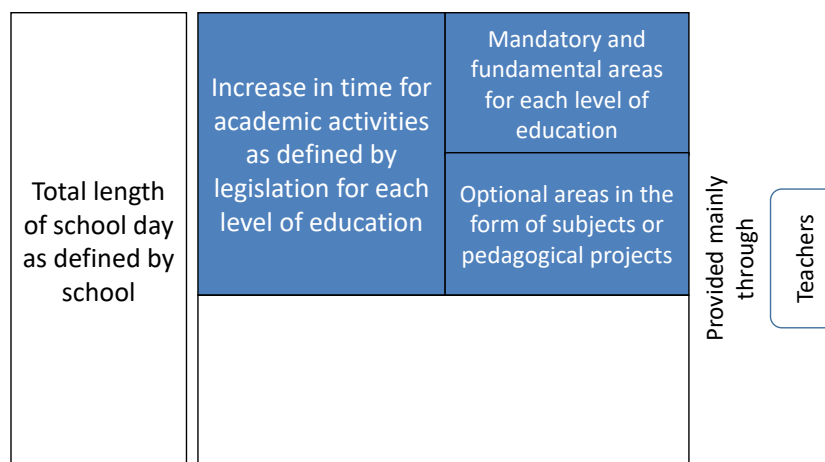 Total length
of school day
as defined by
school
Increase in time for
academic activities
as defined by
legislation for each
level of education
Mandatory and
fundamental areas
for each level of
education
Optional areas in the
form of subjects or
pedagogical projects
Provided mainly
through
Teachers